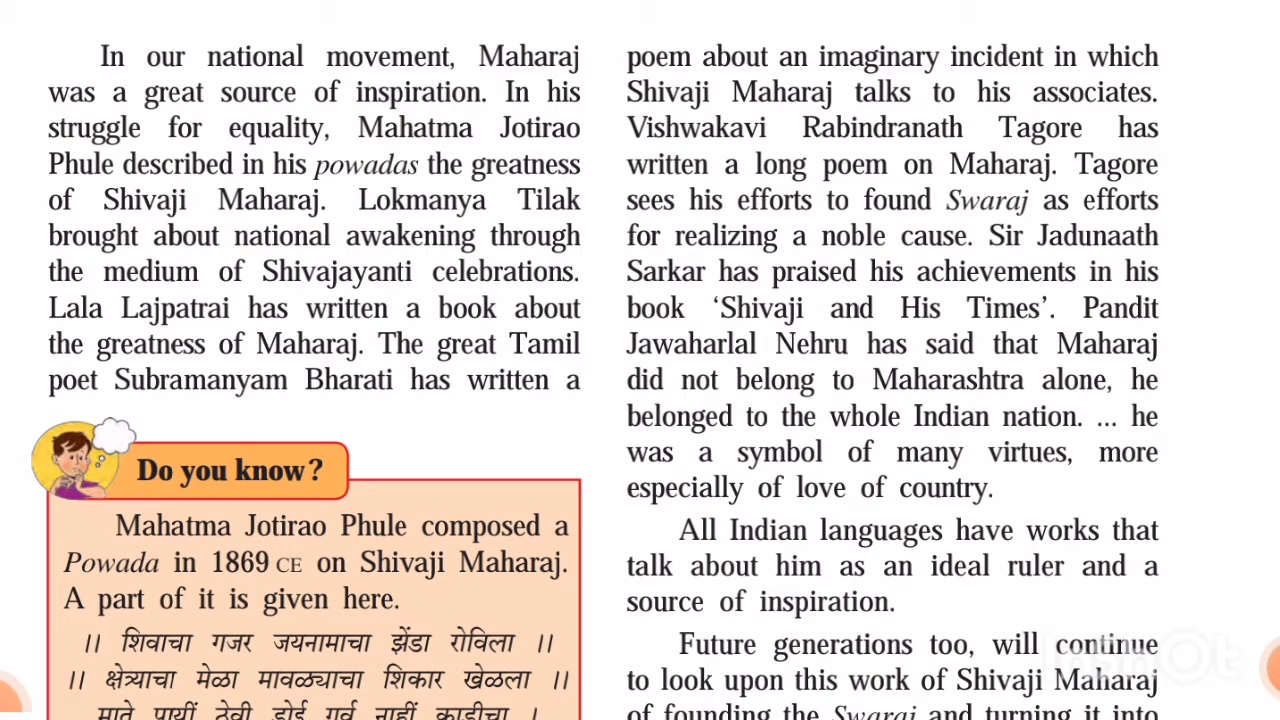 In our national movement, Maharaj
was a great source of inspiration. In his
struggle for equality, Mahatma Jotirao
Phule described in his powadas the greatness
of Shivaji Maharaj. Lokmanya Tilak
brought about national awakening through
the medium of Shivajayanti celebrations.
Lala Lajpatrai has written a book about
the greatness of Maharaj. The great Tamil
poet Subramanyam Bharati has written a
Do you know?
Mahatma Jotirao Phule composed a
Powada in 1869 CE on Shivaji Maharaj.
A part of it is given here.
।। शिवाचा गजर जयनामाचा झेंडा रोविला ।।
।। क्षेत्र्याचा मेळा मावळ्याचा शिकार खेळला ।।
माते पायीं ठेवी डोई गर्व नाहीं काडीचा ।
poem about an imaginary incident in which
Shivaji Maharaj talks to his associates.
Vishwakavi Rabindranath Tagore has
written a long poem on Maharaj. Tagore
sees his efforts to found Swaraj as efforts
for realizing a noble cause. Sir Jadunaath
Sarkar has praised his achievements in his
book ‘Shivaji and His Times’. Pandit
Jawaharlal Nehru has said that Maharaj
did not belong to Maharashtra alone, he
belonged to the whole Indian nation. ... he
was a symbol of many virtues, more
especially of love of country.
All Indian languages have works that
talk about him as an ideal ruler and a
source of inspiration.
Future generations too, will continue
to look upon this work of Shivaji Maharaj
of founding the Swaraj and turning it into